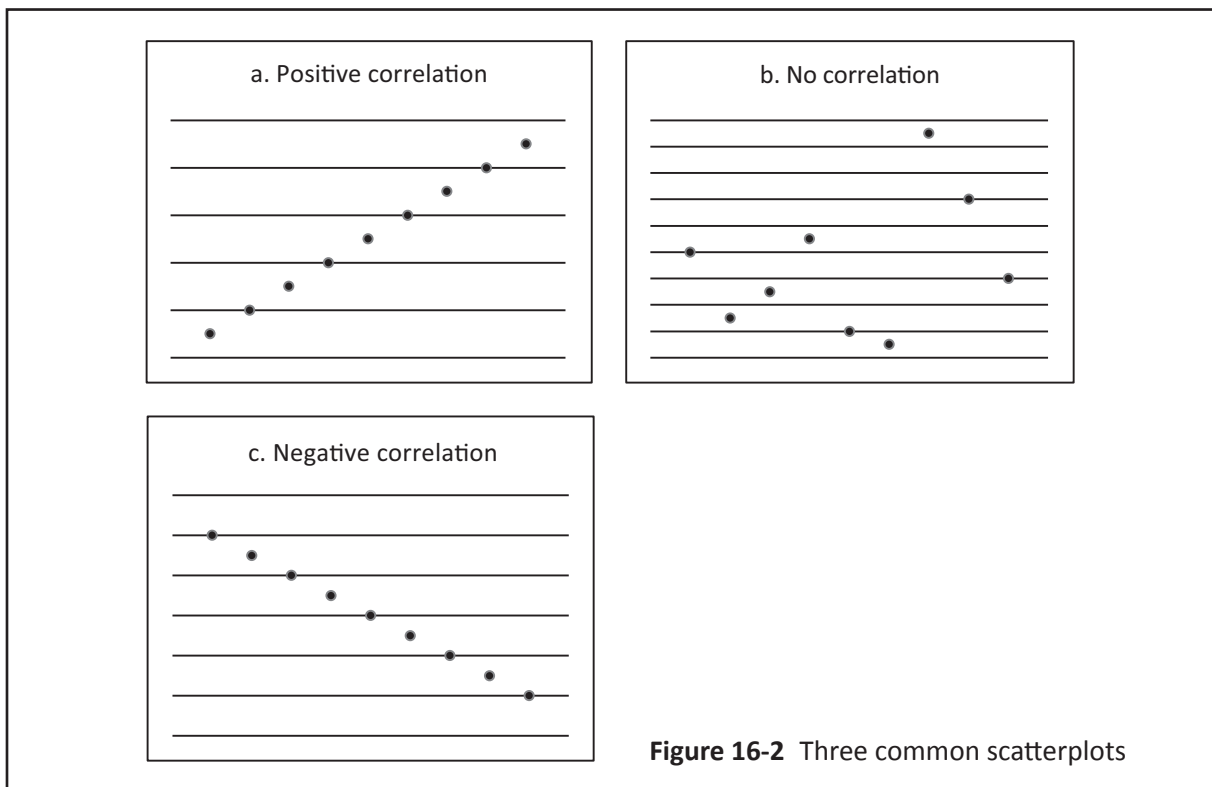 a. Positive correlation
b. No correlation
c. Negative correlation
Figure 16-2 Three common scatterplots